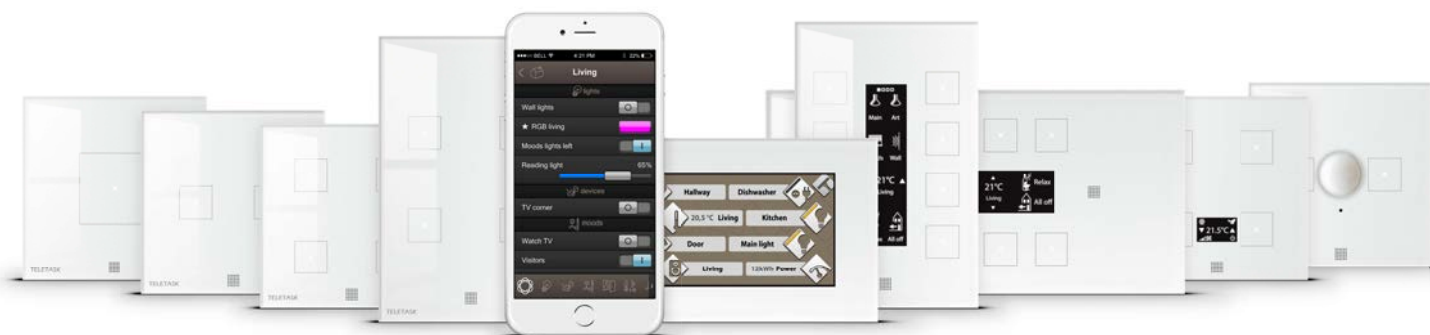 TELETASK
TELETASK
TELETASK
TELETASK
BELL
4:21 PM
22%
Living
lights
Wall lights
★ RGB living
Moods lights left
Reading light
65%
devices
TV corner
moods
Watch TV
Visitors
Hallway
Dishwasher
20,5 °C Living
Kitchen
Door
Main light
Living
Power
Main
Art
Wall
21°C
Living
All off
21°C
Living
Relax
All off
21.5°C